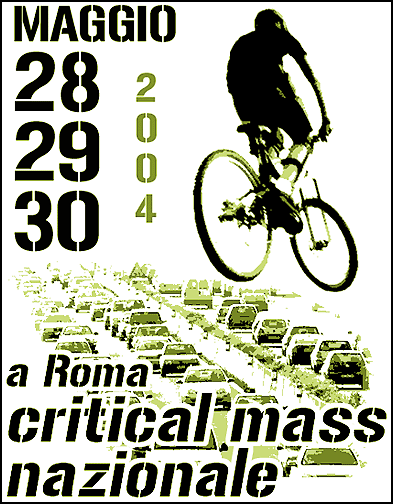 MAGGIO
28
29
30
2004
a Roma
critical mass
nazionale